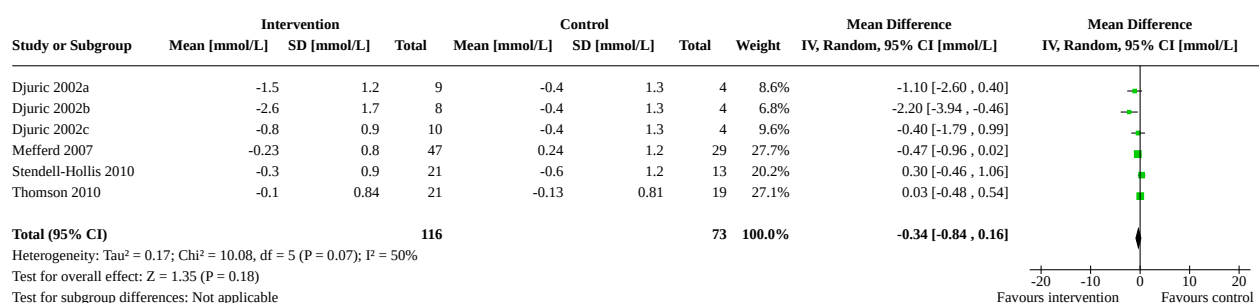 Intervention Control Mean Difference Mean Difference
Study or Subgroup Mean [mmol/L] SD [mmol/L] Total Mean [mmol/L] SD [mmol/L] Total Weight IV, Random, 95% CI [mmol/L] IV, Random, 95% CI [mmol/L]
Djuric 2002a -1.5 1.2 9 -0.4 1.3 4 8.6% -1.10 [-2.60 , 0.40]
Djuric 2002b -2.6 1.7 8 -0.4 1.3 4 6.8% -2.20 [-3.94 , -0.46]
Djuric 2002c -0.8 0.9 10 -0.4 1.3 4 9.6% -0.40 [-1.79 , 0.99]
Mefferd 2007 -0.23 0.8 47 0.24 1.2 29 27.7% -0.47 [-0.96 , 0.02]
Stendell-Hollis 2010 -0.3 0.9 21 -0.6 1.2 13 20.2% 0.30 [-0.46 , 1.06]
Thomson 2010 -0.1 0.84 21 -0.13 0.81 19 27.1% 0.03 [-0.48 , 0.54]
Total (95% CI) 116 73 100.0% -0.34 [-0.84 , 0.16]
Heterogeneity: Tau² = 0.17; Chi² = 10.08, df = 5 (P = 0.07); I² = 50%
Test for overall effect: Z = 1.35 (P = 0.18)
-20 -10 0 10 20
Test for subgroup differences: Not applicable
Favours intervention Favours control